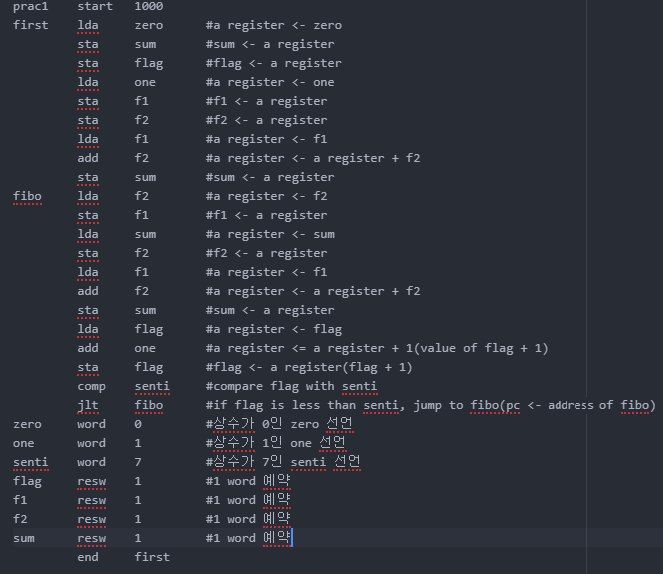 prac1 start 1000
first lda zero #a register <- zero
sta sum #sum <- a register
sta flag #flag <- a register
lda one #a register <- one
sta f1 #f1 <- a register
sta f2 #f2 <- a register
lda f1 #a register <- f1
add f2 #a register <- a register + f2
sta sum #sum <- a register
fibo lda f2 #a register <- f2
sta f1 #f1 <- a register
lda sum #a register <- sum
sta f2 #f2 <- a register
lda f1 #a register <- f1
add f2 #a register <- a register + f2
sta sum #sum <- a register
lda flag #a register <- flag
add one #a register <= a register + 1(value of flag + 1)
sta flag #flag <- a register(flag + 1)
comp senti #compare flag with senti
jlt fibo #if flag is less than senti, jump to fibo(pc <- address of fibo)
zero word 0 #상수가 0인 zero 선언
one word 1 #상수가 1인 one 선언
senti word 7 #상수가 7인 senti 선언
flag resw 1 #1 word 예약
f1 resw 1 #1 word 예약
f2 resw 1 #1 word 예약
sum resw 1 #1 word 예약
end first